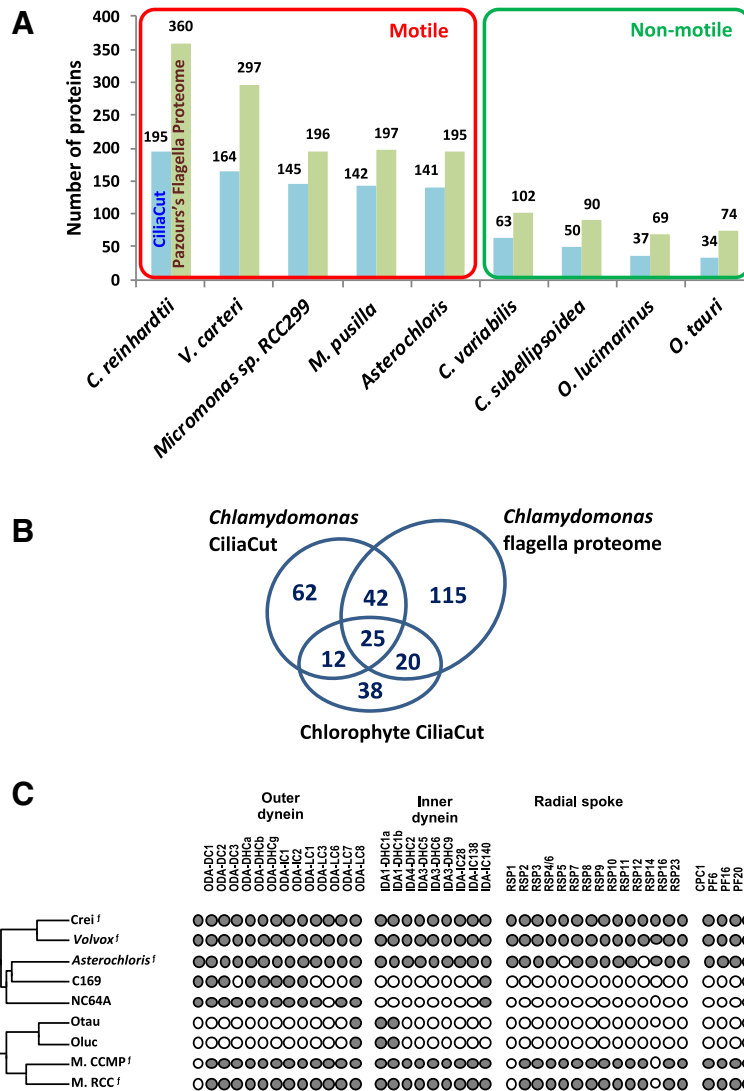 A
400
350
300
250
200
150
100
50
0
Number of proteins
Motile
Non-motile
360
297
195
164
145
196
142
197
141
195
63
102
50
90
37
69
34
74
CiliaCut
Pazours's Flagella Proteome
C. reinhardtii
V. carteri
Micromonas sp. RCC299
M. pusilla
Asterochloris
C. variabilis
C. subellipsoidea
O. lucimarinus
O. tauri
B
Chlamydomonas
CiliaCut
Chlamydomonas
flagella proteome
62
42
115
25
12
20
38
Chlorophyte CiliaCut
C
Outer
dynein
Inner
dynein
Radial spoke
ODA-DC1
ODA-DC2
ODA-DC3
ODA-DHCa
ODA-DHCb
ODA-DHCg
ODA-IC1
ODA-IC2
ODA-LC1
ODA-LC3
ODA-LC6
ODA-LC7
ODA-LC8
IDA1-DHC1a
IDA1-DHC1b
IDA4-DHC2
IDA3-DHC5
IDA3-DHC6
IDA3-DHC9
IDA-IC28
IDA-IC138
IDA-IC140
RSP1
RSP2
RSP3
RSP4/6
RSP5
RSP7
RSP8
RSP9
RSP10
RSP11
RSP12
RSP14
RSP16
RSP23
CPC1
PF6
PF16
PF20
Crei f
Volvox f
Asterochloris f
C169
NC64A
Otau
Oluc
M. CCMP f
M. RCC f